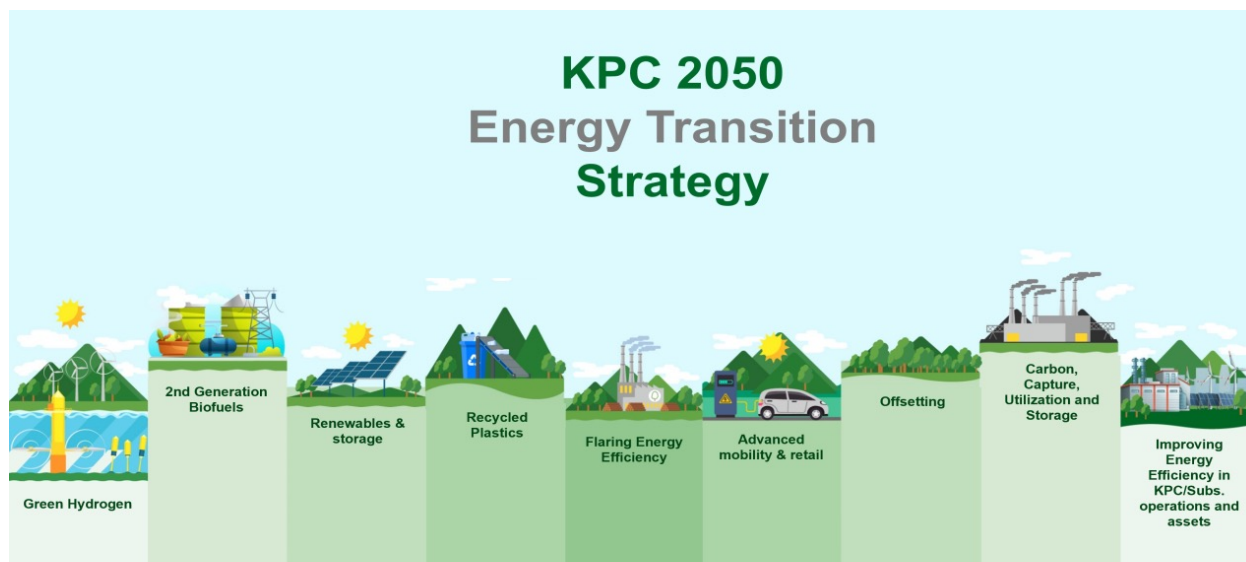 KPC 2050
Energy Transition
Strategy
Green Hydrogen
2nd Generation
Biofuels
Renewables &
storage
Recycled
Plastics
Flaring Energy
Efficiency
Advanced
mobility & retail
Offsetting
Carbon,
Capture,
Utilization and
Storage
Improving
Energy
Efficiency in
KPC/Subs.
operations and
assets